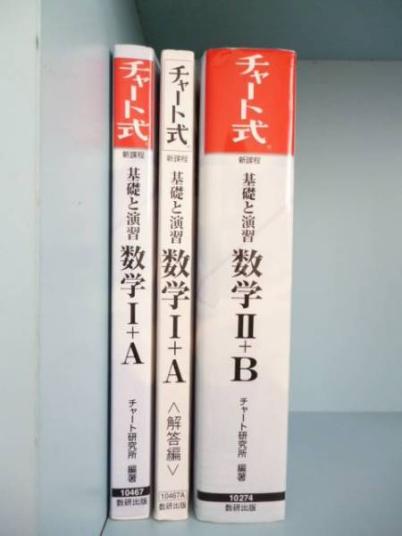 チャート式
新課程
基礎と演習
数学Ⅰ+A
チャート研究所 編著
10467
数研出版
チャート式
新課程
基礎と演習
数学Ⅰ+A
<解答編>
10467A
数研出版
チャート式
新課程
基礎と演習
数学Ⅱ+B
チャート研究所 編著
10274
数研出版